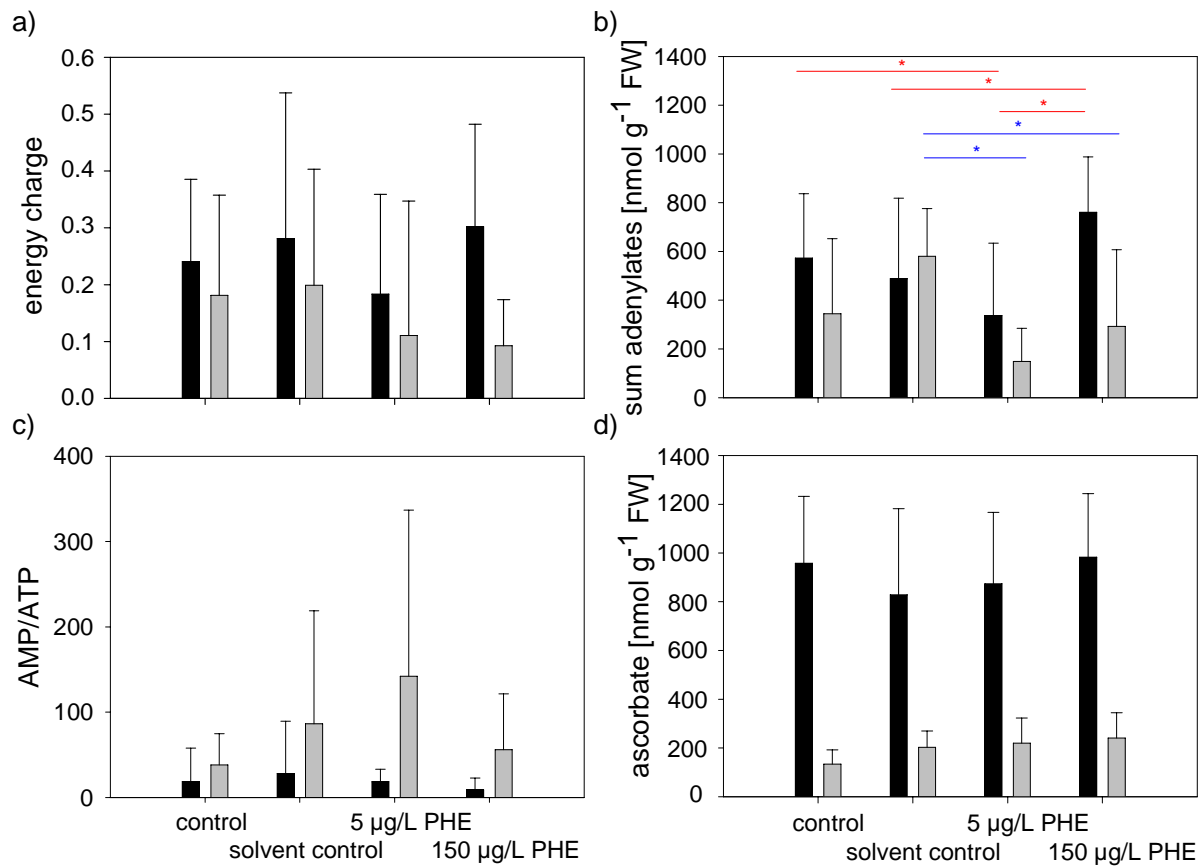 a)
0.6
0.5
0.4
0.3
0.2
0.1
0.0
energy charge
b)
1400
1200
1000
800
600
400
200
0
sum adenylates [nmol g⁻¹ FW]
*
*
*
*
*
c)
400
300
200
100
0
AMP/ATP
control
solvent control
5 µg/L PHE
150 µg/L PHE
d)
1400
1200
1000
800
600
400
200
0
ascorbate [nmol g⁻¹ FW]
control
solvent control
5 µg/L PHE
150 µg/L PHE